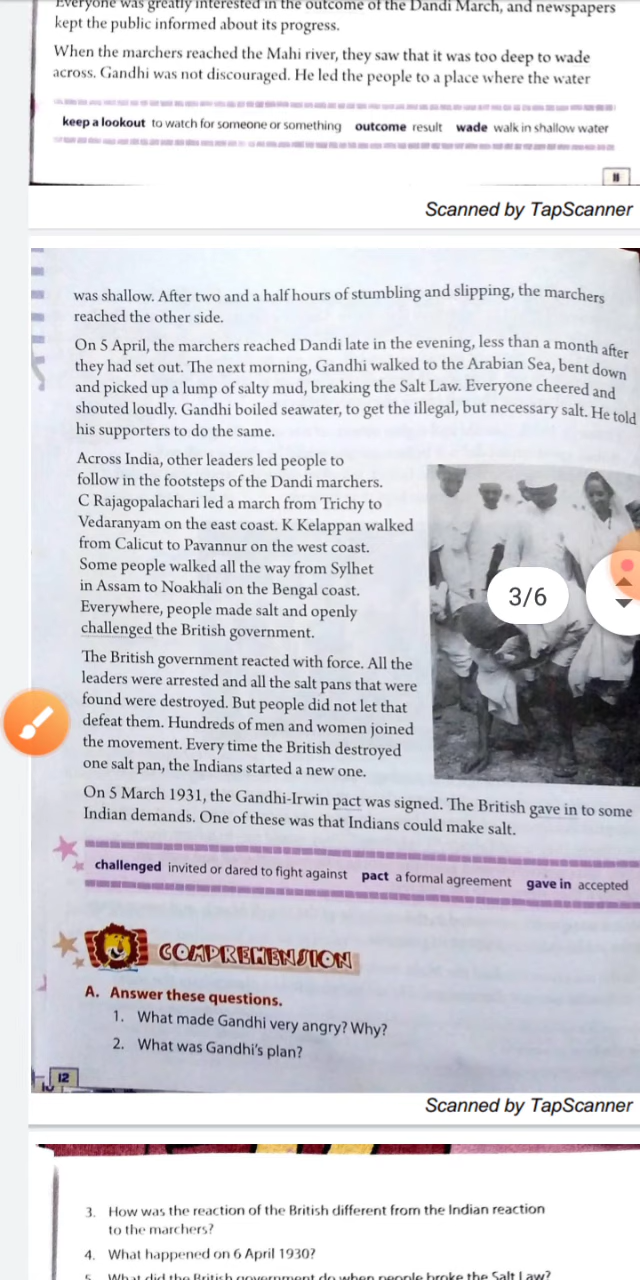 Everyone was greatly interested in the outcome of the Dandi March, and newspapers
kept the public informed about its progress.
When the marchers reached the Mahi river, they saw that it was too deep to wade
across. Gandhi was not discouraged. He led the people to a place where the water
keep a lookout to watch for someone or something outcome result wade walk in shallow water
Scanned by TapScanner
was shallow. After two and a half hours of stumbling and slipping, the marchers
reached the other side.
On 5 April, the marchers reached Dandi late in the evening, less than a month after
they had set out. The next morning, Gandhi walked to the Arabian Sea, bent down
and picked up a lump of salty mud, breaking the Salt Law. Everyone cheered and
shouted loudly. Gandhi boiled seawater, to get the illegal, but necessary salt. He told
his supporters to do the same.
Across India, other leaders led people to
follow in the footsteps of the Dandi marchers.
C Rajagopalachari led a march from Trichy to
Vedaranyam on the east coast. K Kelappan walked
from Calicut to Pavannur on the west coast.
Some people walked all the way from Sylhet
in Assam to Noakhali on the Bengal coast.
Everywhere, people made salt and openly
challenged the British government.
3/6
The British government reacted with force. All the
leaders were arrested and all the salt pans that were
found were destroyed. But people did not let that
defeat them. Hundreds of men and women joined
the movement. Every time the British destroyed
one salt pan, the Indians started a new one.
On 5 March 1931, the Gandhi-Irwin pact was signed. The British gave in to some
Indian demands. One of these was that Indians could make salt.
challenged invited or dared to fight against pact a formal agreement gave in accepted
COMPREHENSION
A. Answer these questions.
1. What made Gandhi very angry? Why?
2. What was Gandhi's plan?
12
Scanned by TapScanner
3. How was the reaction of the British different from the Indian reaction
to the marchers?
4. What happened on 6 April 1930?
5. What did the British government do when people broke the Salt Law?